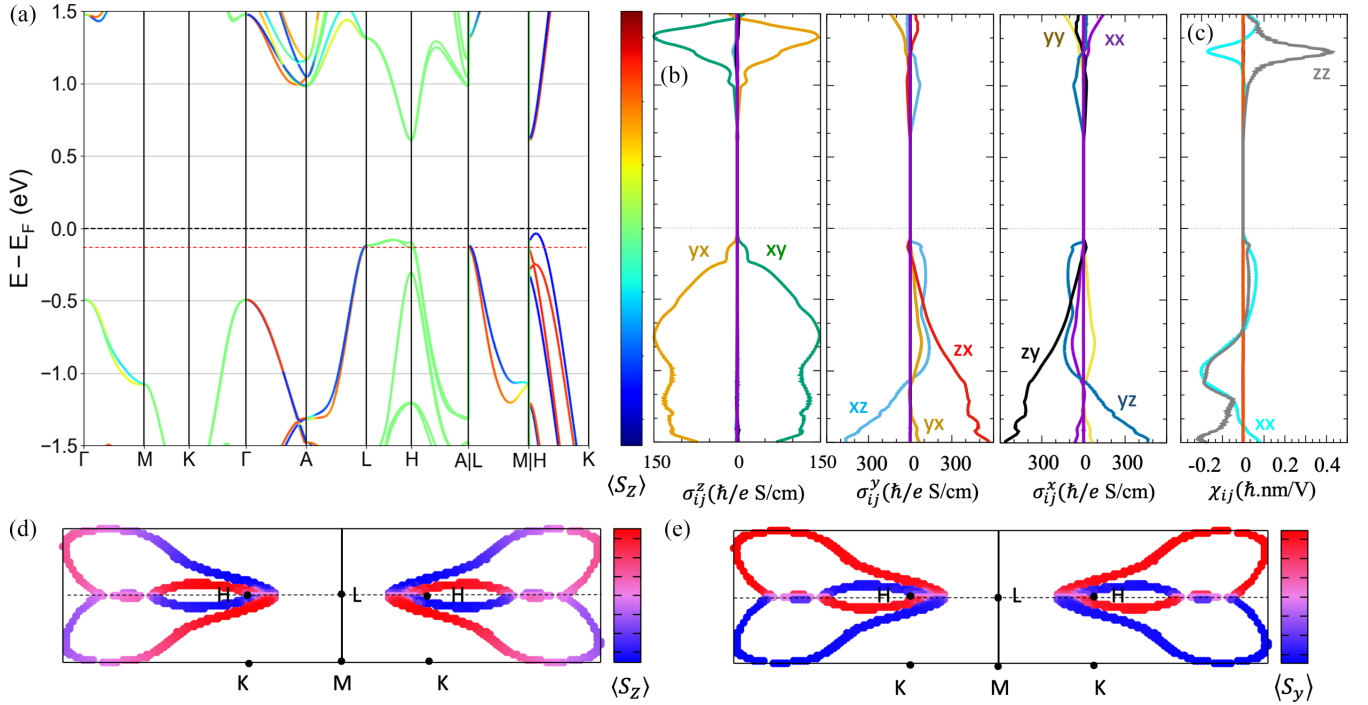 (a)
1.5
1.0
0.5
0.0
−0.5
−1.0
−1.5
E − E_F (eV)
Γ M K Γ A L H A|L M|H K
⟨S_Z⟩
(b)
yx xy
150 0 150
σ^z_ij (ℏ/e S/cm)
zx
xz yx
300 0 300
σ^y_ij (ℏ/e S/cm)
yy xx
zy yz
300 0 300
σ^x_ij (ℏ/e S/cm)
(c)
zz
xx
-0.2 0 0.2 0.4
χ_ij (ℏ.nm/V)
(d)
H L H
K M K
⟨S_Z⟩
(e)
H L H
K M K
⟨S_y⟩